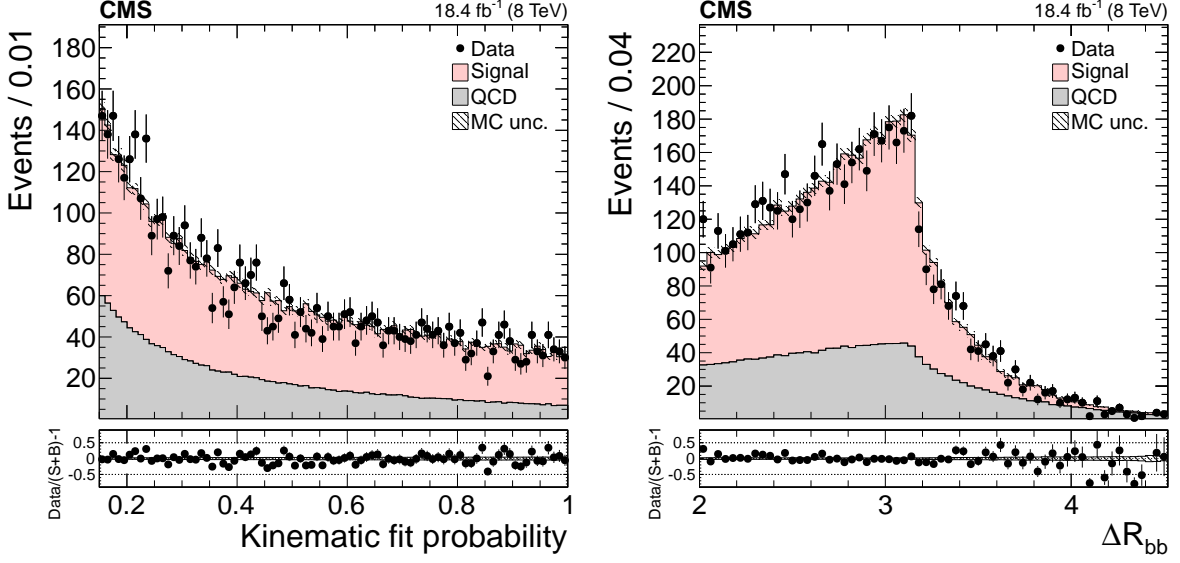 CMS 18.4 fb⁻¹ (8 TeV)
Events / 0.01
180
160
140
120
100
80
60
40
20
Data
Signal
QCD
MC unc.
Data/(S+B)-1
0.5
0
-0.5
0.2 0.4 0.6 0.8 1
Kinematic fit probability
CMS 18.4 fb⁻¹ (8 TeV)
Events / 0.04
220
200
180
160
140
120
100
80
60
40
20
Data
Signal
QCD
MC unc.
Data/(S+B)-1
0.5
0
-0.5
2 3 4
ΔR_bb